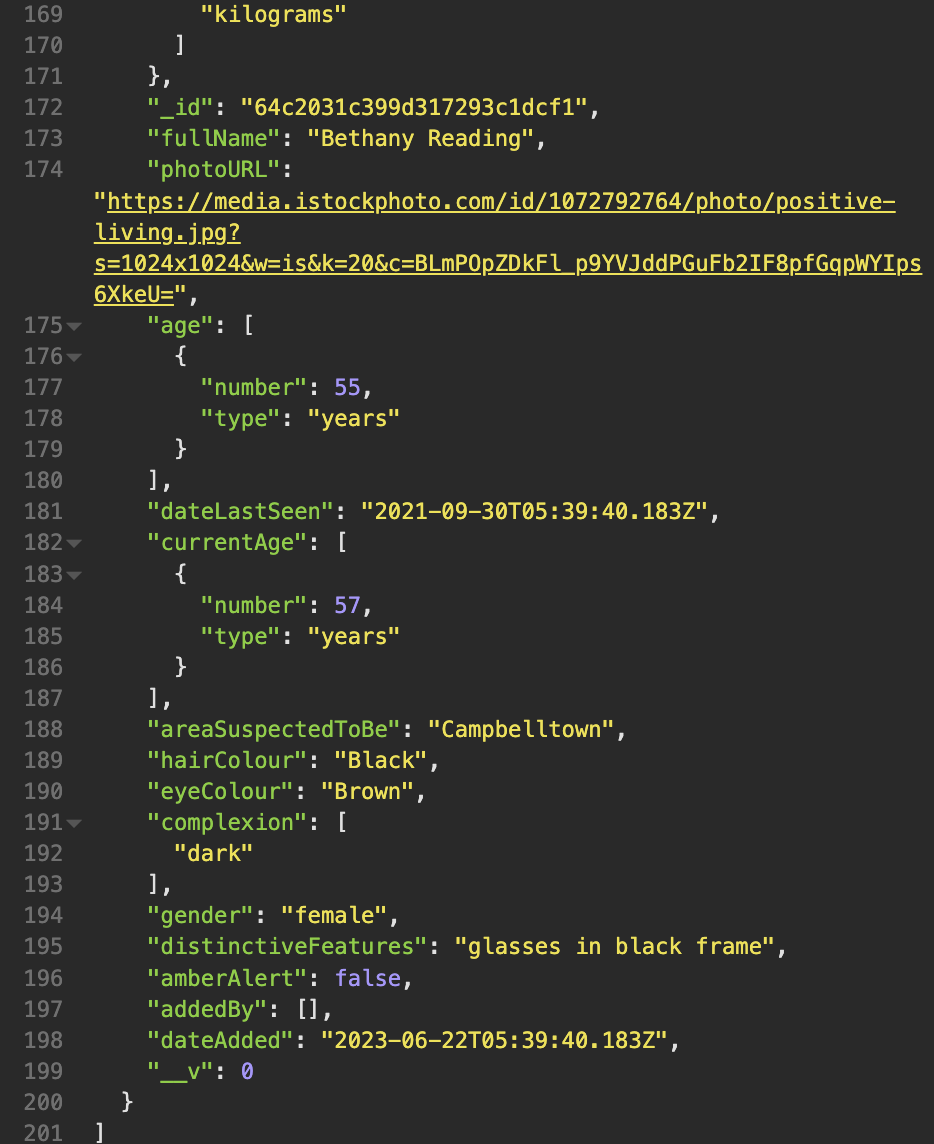 169 "kilograms"
170 ]
171 },
172 "_id": "64c2031c399d317293c1dcf1",
173 "fullName": "Bethany Reading",
174 "photoURL":
"https://media.istockphoto.com/id/1072792764/photo/positive-
living.jpg?
s=1024x1024&w=is&k=20&c=BLmPOpZDkFl_p9YVJddPGuFb2IF8pfGqpWYIps
6XkeU=",
175 "age": [
176 {
177 "number": 55,
178 "type": "years"
179 }
180 ],
181 "dateLastSeen": "2021-09-30T05:39:40.183Z",
182 "currentAge": [
183 {
184 "number": 57,
185 "type": "years"
186 }
187 ],
188 "areaSuspectedToBe": "Campbelltown",
189 "hairColour": "Black",
190 "eyeColour": "Brown",
191 "complexion": [
192 "dark"
193 ],
194 "gender": "female",
195 "distinctiveFeatures": "glasses in black frame",
196 "amberAlert": false,
197 "addedBy": [],
198 "dateAdded": "2023-06-22T05:39:40.183Z",
199 "__v": 0
200 }
201 ]